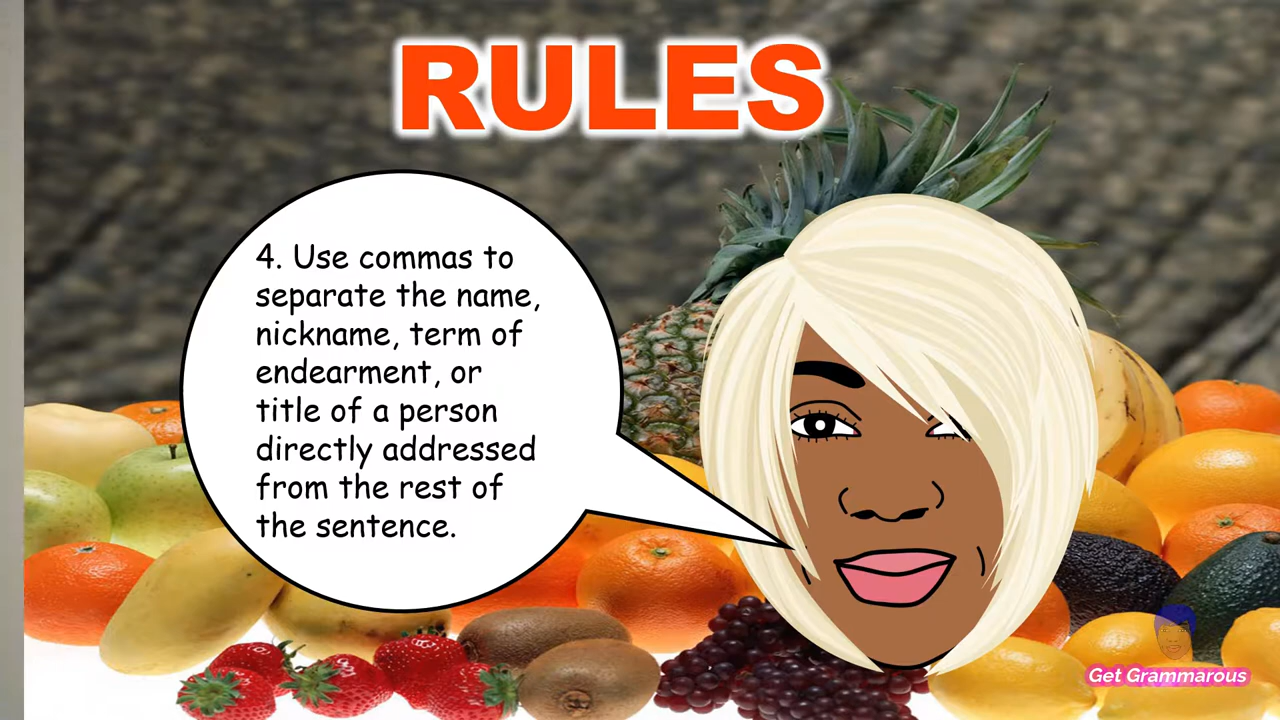 RULES
4. Use commas to
separate the name,
nickname, term of
endearment, or
title of a person
directly addressed
from the rest of
the sentence.
Get Grammarous